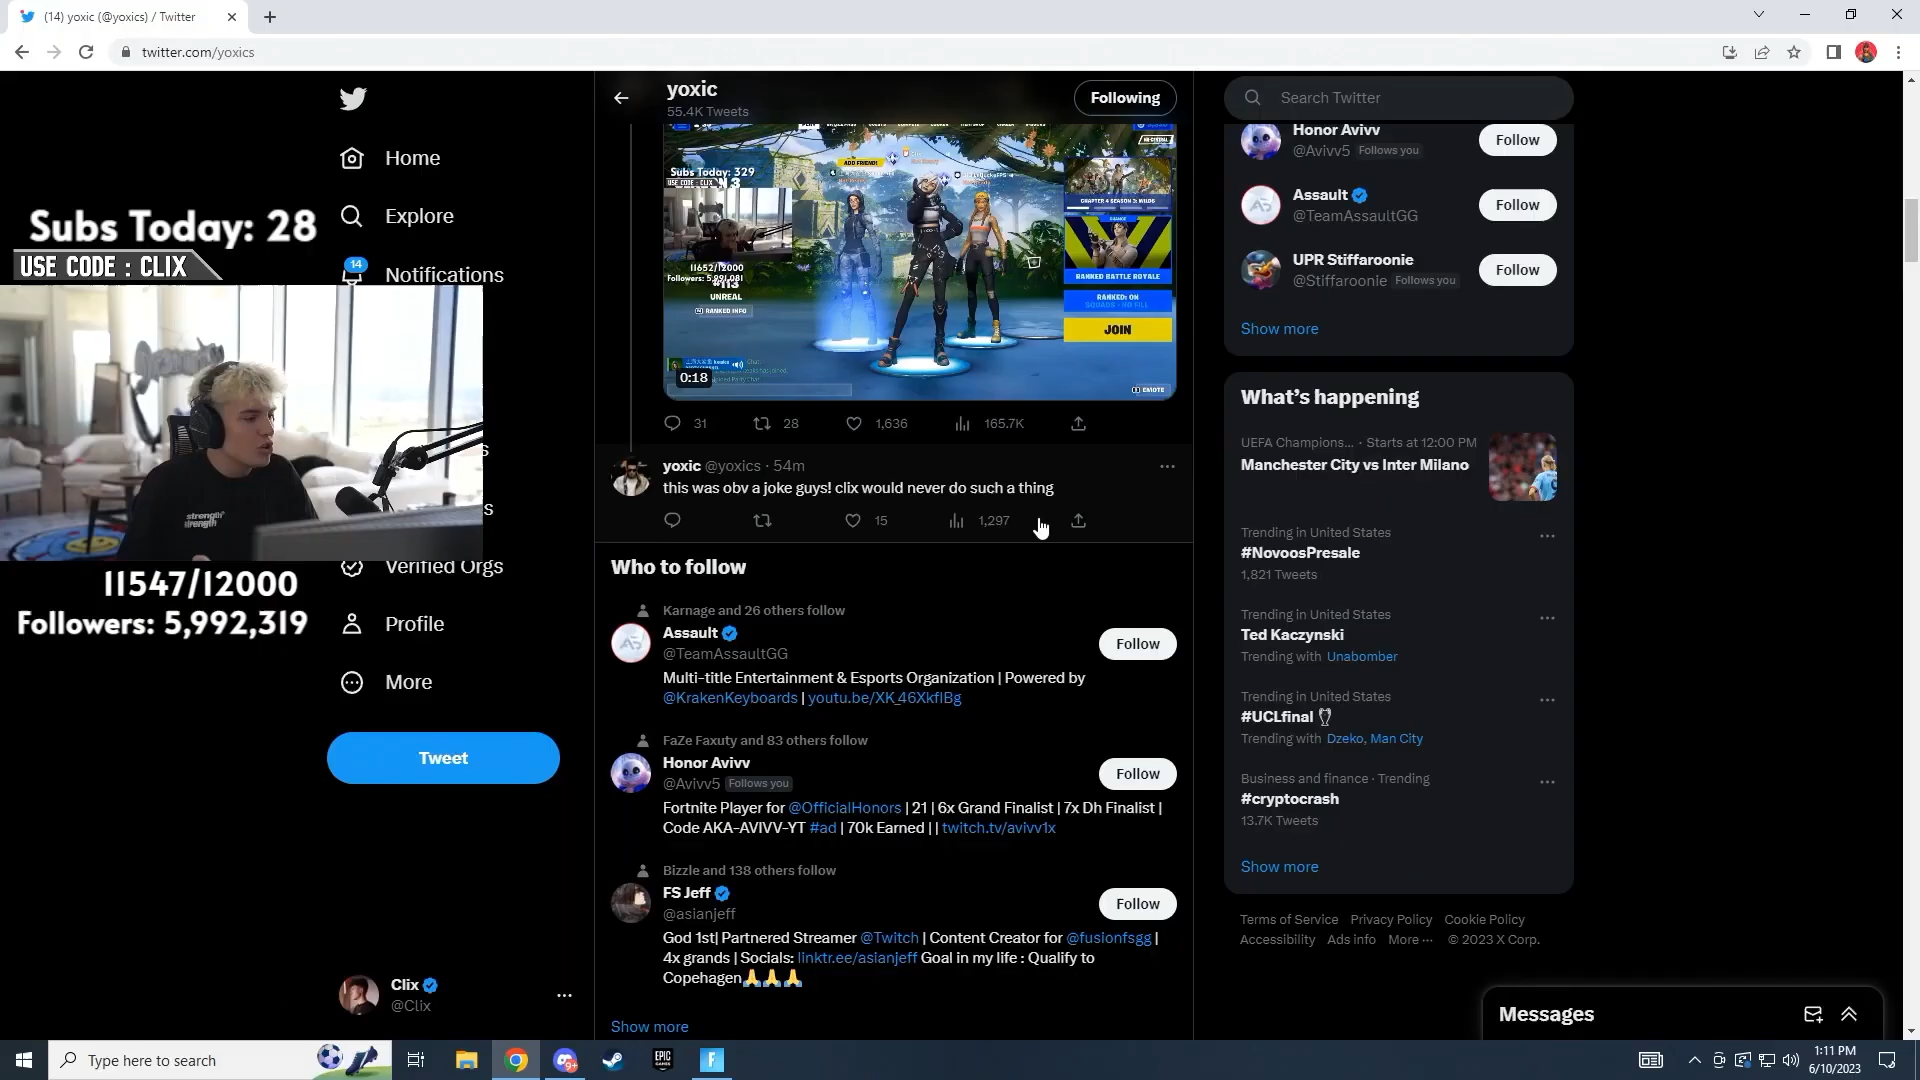 (14) yoxic (@yoxics) / Twitter
twitter.com/yoxics
Home
Explore
14
Notifications
Verified Orgs
Profile
More
Tweet
Clix
@Clix
Subs Today: 28
USE CODE : CLIX
strength
strength
11547/12000
Followers: 5,992,319
yoxic
55.4K Tweets
Following
Subs Today: 329
USE CODE : CLIX
ADD FRIEND!
11652/12000
Followers: 5,991,081
#113
UNREAL
RANKED INFO
CHAPTER 4 SEASON 3: WILDS
RANKED BATTLE ROYALE
RANKED: ON
SQUADS - NO FILL
JOIN
EMOTE
0:18
31
28
1,636
165.7K
yoxic @yoxics · 54m
this was obv a joke guys! clix would never do such a thing
15
1,297
Who to follow
Karnage and 26 others follow
Assault
@TeamAssaultGG
Follow
Multi-title Entertainment & Esports Organization | Powered by
@KrakenKeyboards | youtu.be/XK_46XkfIBg
FaZe Faxuty and 83 others follow
Honor Avivv
@Avivv5 Follows you
Follow
Fortnite Player for @OfficialHonors | 21 | 6x Grand Finalist | 7x Dh Finalist |
Code AKA-AVIVV-YT #ad | 70k Earned | | twitch.tv/avivv1x
Bizzle and 138 others follow
FS Jeff
@asianjeff
Follow
God 1st| Partnered Streamer @Twitch | Content Creator for @fusionfsgg |
4x grands | Socials: linktr.ee/asianjeff Goal in my life : Qualify to
Copehagen🙏🙏🙏
Show more
Search Twitter
Honor Avivv
@Avivv5 Follows you
Follow
Assault
@TeamAssaultGG
Follow
UPR Stiffaroonie
@Stiffaroonie Follows you
Follow
Show more
What's happening
UEFA Champions... · Starts at 12:00 PM
Manchester City vs Inter Milano
Trending in United States
#NovoosPresale
1,821 Tweets
Trending in United States
Ted Kaczynski
Trending with Unabomber
Trending in United States
#UCLfinal
Trending with Dzeko, Man City
Business and finance · Trending
#cryptocrash
13.7K Tweets
Show more
Terms of Service Privacy Policy Cookie Policy
Accessibility Ads info More ··· © 2023 X Corp.
Messages
Type here to search
9+
EPIC
GAMES
1:11 PM
6/10/2023